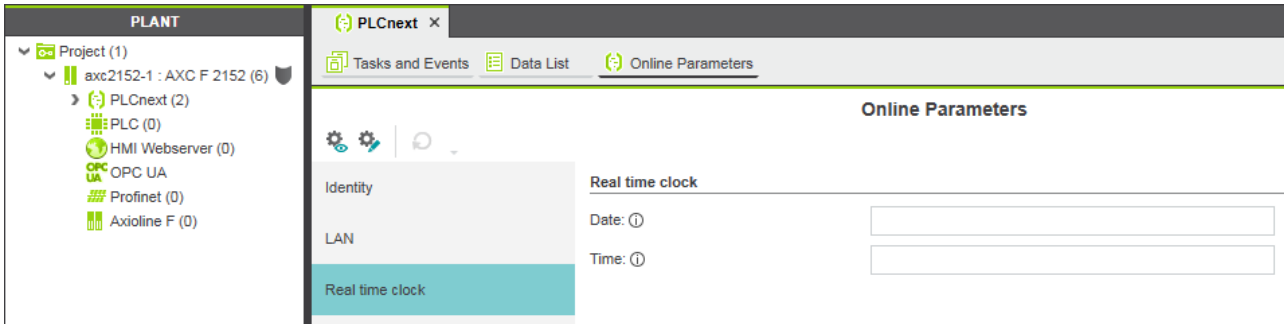 PLANT
Project (1)
axc2152-1 : AXC F 2152 (6)
PLCnext (2)
PLC (0)
HMI Webserver (0)
OPC UA OPC UA
Profinet (0)
Axioline F (0)
PLCnext
Tasks and Events Data List Online Parameters
Online Parameters
Identity
LAN
Real time clock
Real time clock
Date:
Time: